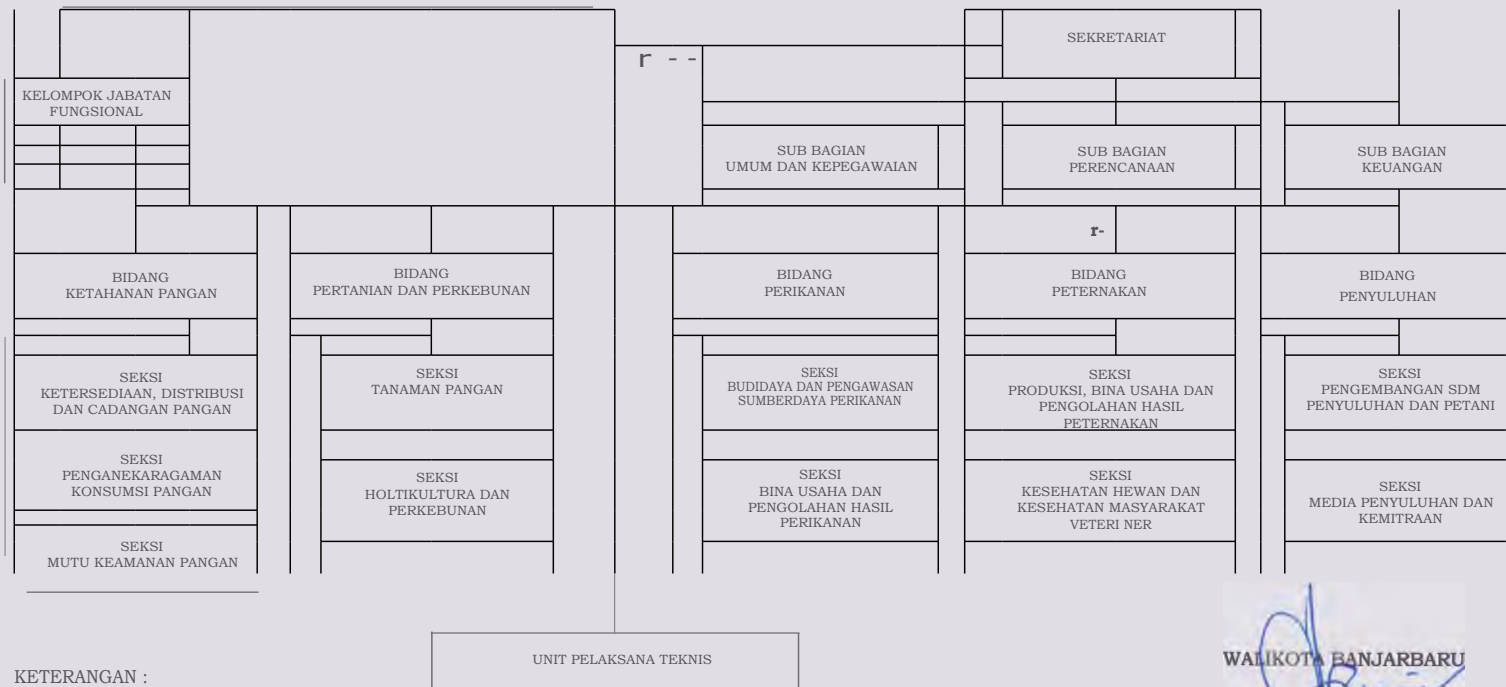 SEKRETARIAT
r --
KELOMPOK JABATAN
FUNGSIONAL
SUB BAGIAN
UMUM DAN KEPEGAWAIAN
SUB BAGIAN
PERENCANAAN
SUB BAGIAN
KEUANGAN
r-
BIDANG
KETAHANAN PANGAN
BIDANG
PERTANIAN DAN PERKEBUNAN
BIDANG
PERIKANAN
BIDANG
PETERNAKAN
BIDANG
PENYULUHAN
SEKSI
KETERSEDIAAN, DISTRIBUSI
DAN CADANGAN PANGAN
SEKSI
TANAMAN PANGAN
SEKSI
BUDIDAYA DAN PENGAWASAN
SUMBERDAYA PERIKANAN
SEKSI
PRODUKSI, BINA USAHA DAN
PENGOLAHAN HASIL
PETERNAKAN
SEKSI
PENGEMBANGAN SDM
PENYULUHAN DAN PETANI
SEKSI
PENGANEKARAGAMAN
KONSUMSI PANGAN
SEKSI
HOLTIKULTURA DAN
PERKEBUNAN
SEKSI
BINA USAHA DAN
PENGOLAHAN HASIL
PERIKANAN
SEKSI
KESEHATAN HEWAN DAN
KESEHATAN MASYARAKAT
VETERI NER
SEKSI
MEDIA PENYULUHAN DAN
KEMITRAAN
SEKSI
MUTU KEAMANAN PANGAN
UNIT PELAKSANA TEKNIS
WALIKOTA BANJARBARU
KETERANGAN :